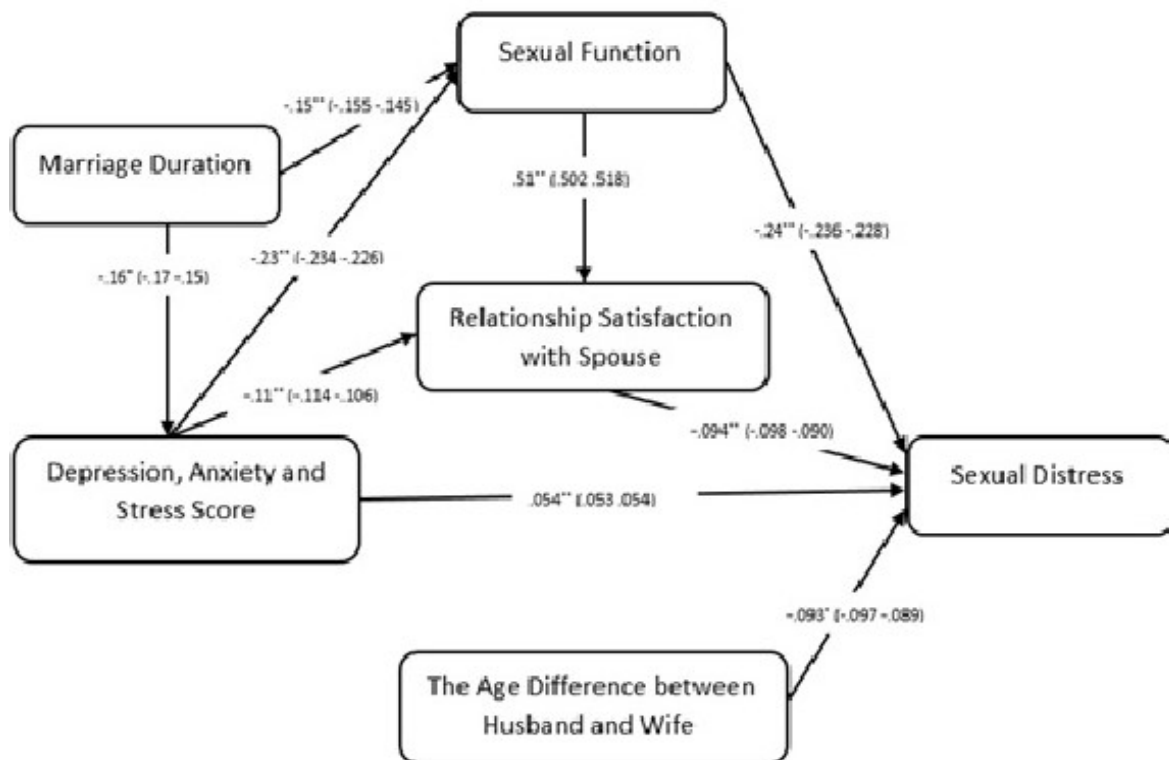 Sexual Function
-.15** (-.155 -.145)
Marriage Duration
.51** (.502 .518)
-.24** (-.236 -.228)
-.23** (-.234 -.226)
-.16* (-.17 -.15)
Relationship Satisfaction
with Spouse
-.11** (-.114 -.106)
-.094** (-.098 -.090)
Depression, Anxiety and
Stress Score
Sexual Distress
.054** (.053 .054)
-.093* (-.097 -.089)
The Age Difference between
Husband and Wife